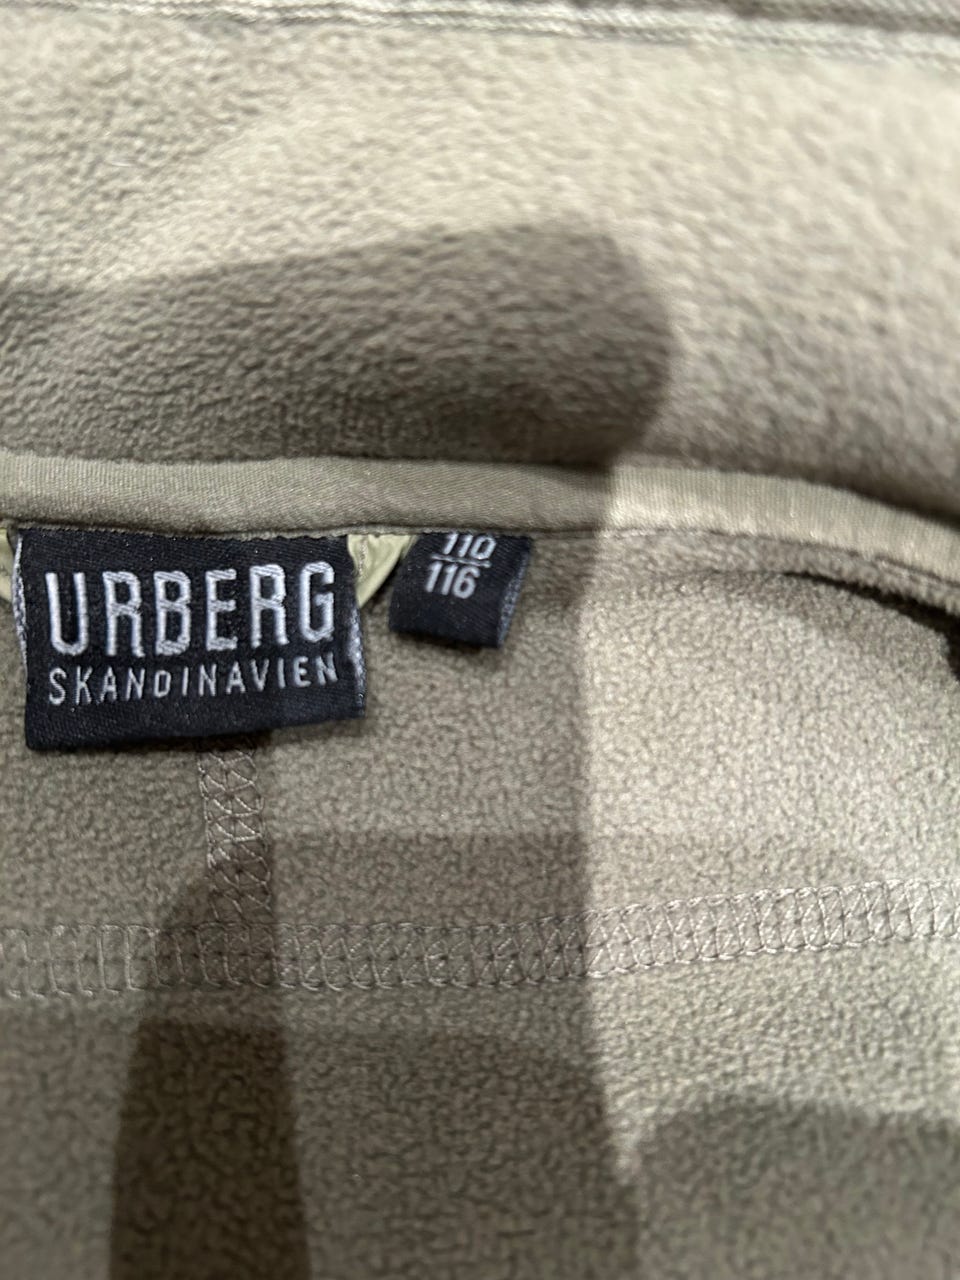 URBERG
SKANDINAVIEN
110
116